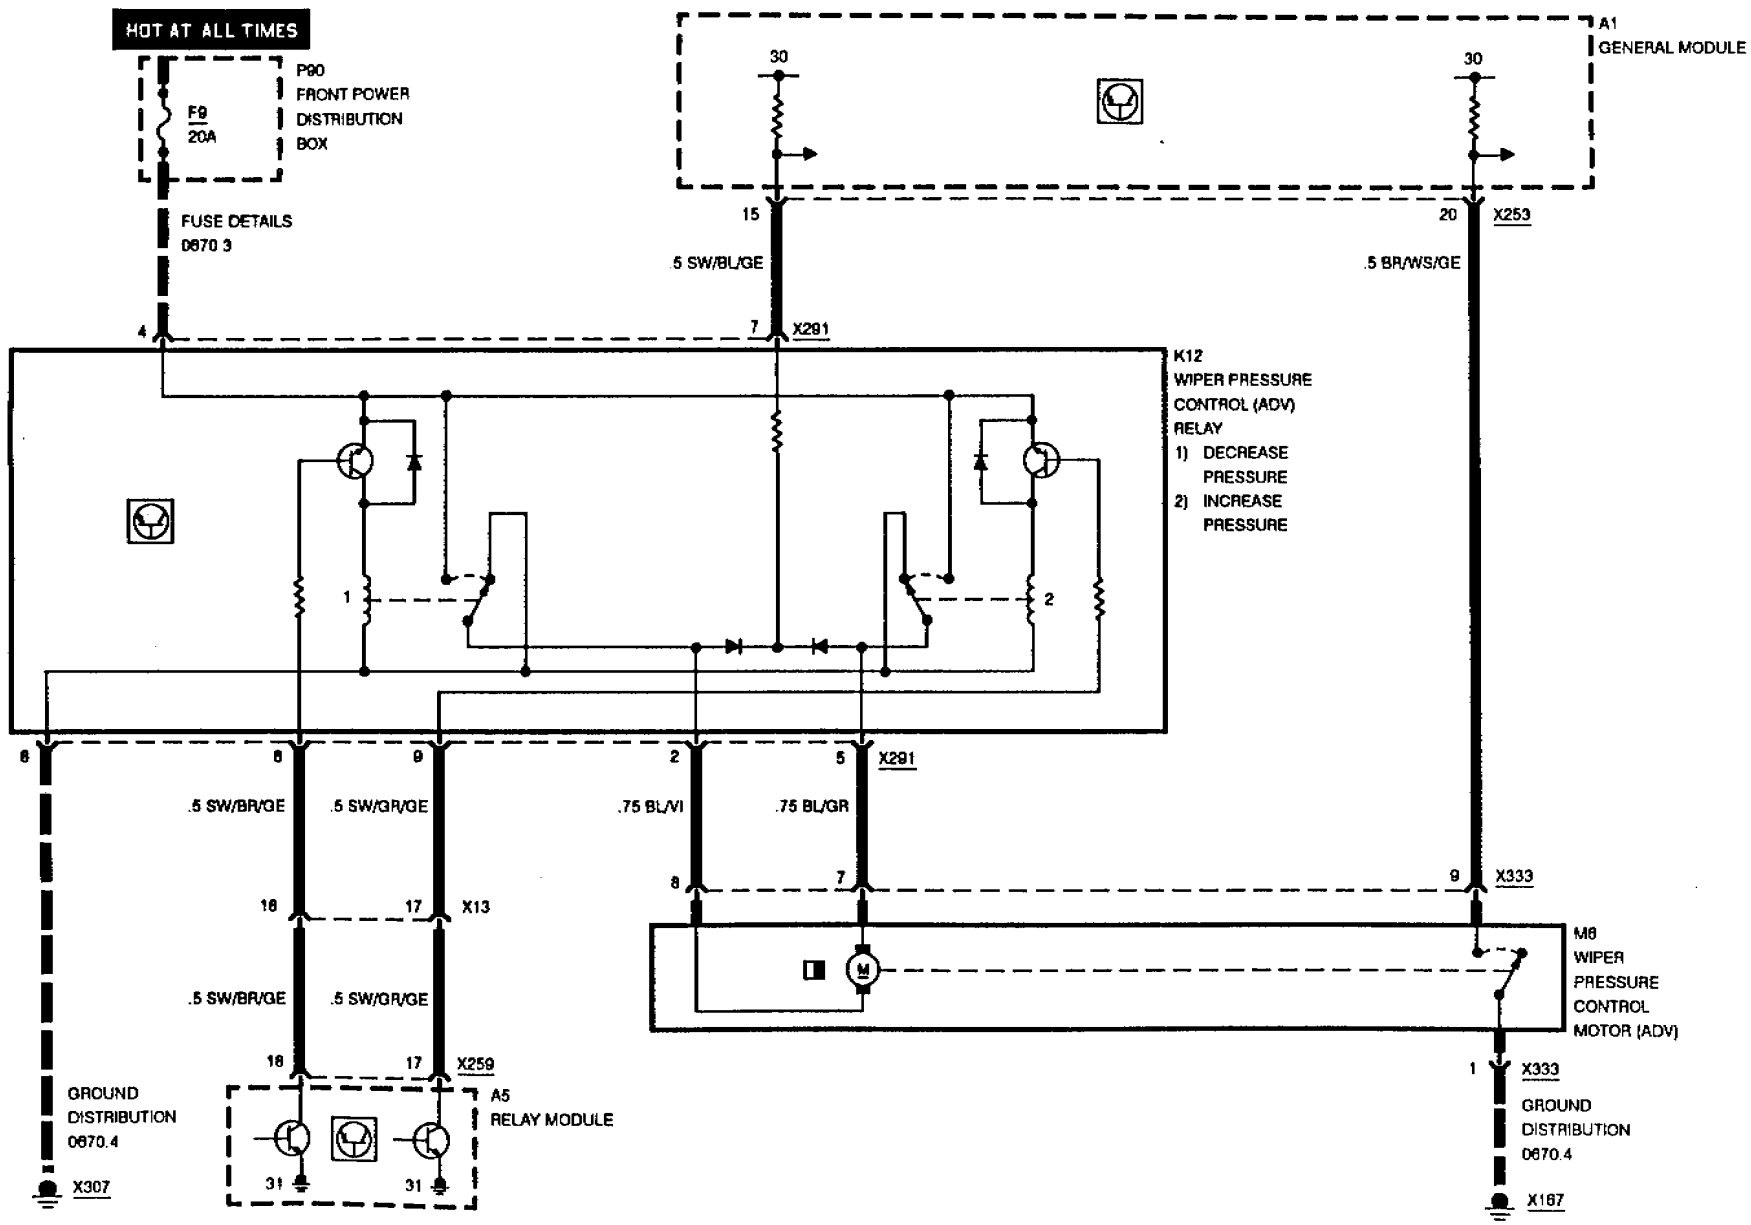 HOT AT ALL TIMES
P90
FRONT POWER
DISTRIBUTION
BOX
F9
20A
FUSE DETAILS
0670 3
A1
GENERAL MODULE
30
30
15
20
X253
.5 SW/BL/GE
.5 BR/WS/GE
4
7
X291
K12
WIPER PRESSURE
CONTROL (ADV)
RELAY
1) DECREASE
PRESSURE
2) INCREASE
PRESSURE
1
2
6
8
9
2
5
X291
.5 SW/BR/GE
.5 SW/GR/GE
.75 BL/VI
.75 BL/GR
8
7
9
X333
16
17
X13
M8
WIPER
PRESSURE
CONTROL
MOTOR (ADV)
M
.5 SW/BR/GE
.5 SW/GR/GE
18
17
X259
1
X333
GROUND
DISTRIBUTION
0670.4
A5
RELAY MODULE
GROUND
DISTRIBUTION
0670.4
31
31
X307
X167